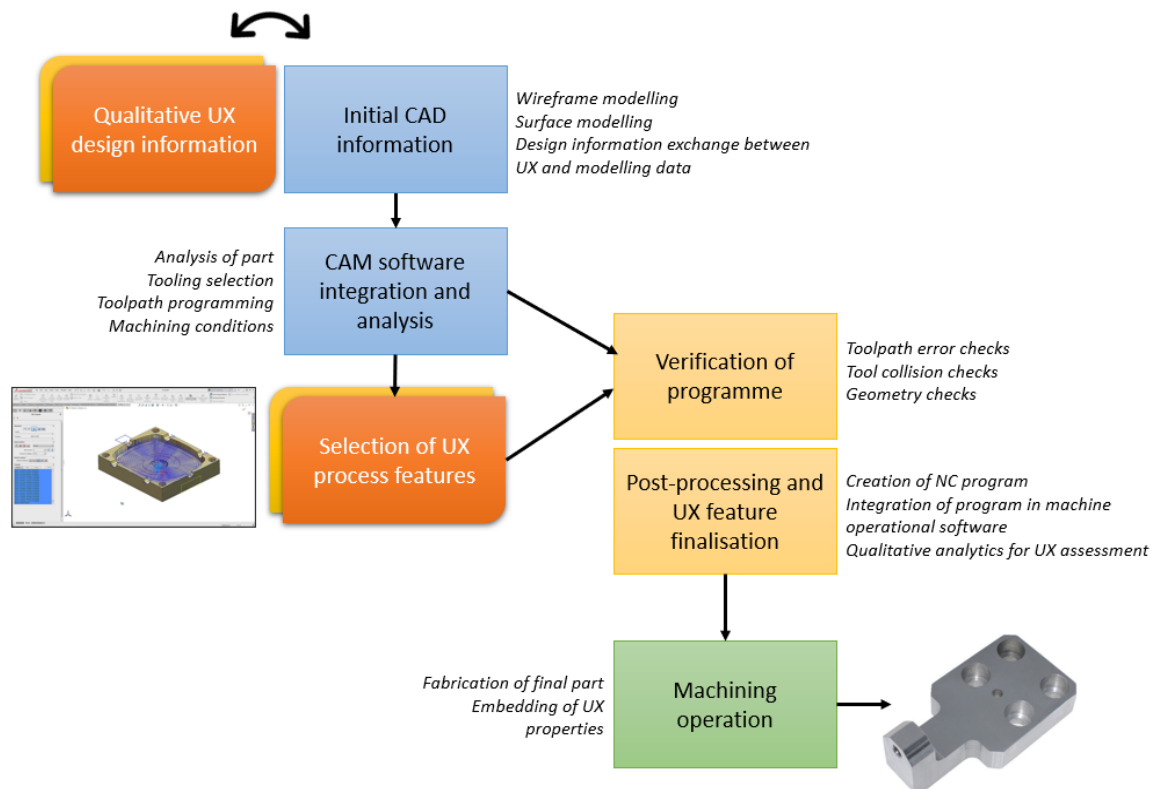 Qualitative UX
design information
Initial CAD
information
Wireframe modelling
Surface modelling
Design information exchange between
UX and modelling data
Analysis of part
Tooling selection
Toolpath programming
Machining conditions
CAM software
integration and
analysis
Verification of
programme
Toolpath error checks
Tool collision checks
Geometry checks
Selection of UX
process features
Post-processing and
UX feature
finalisation
Creation of NC program
Integration of program in machine
operational software
Qualitative analytics for UX assessment
Fabrication of final part
Embedding of UX
properties
Machining
operation